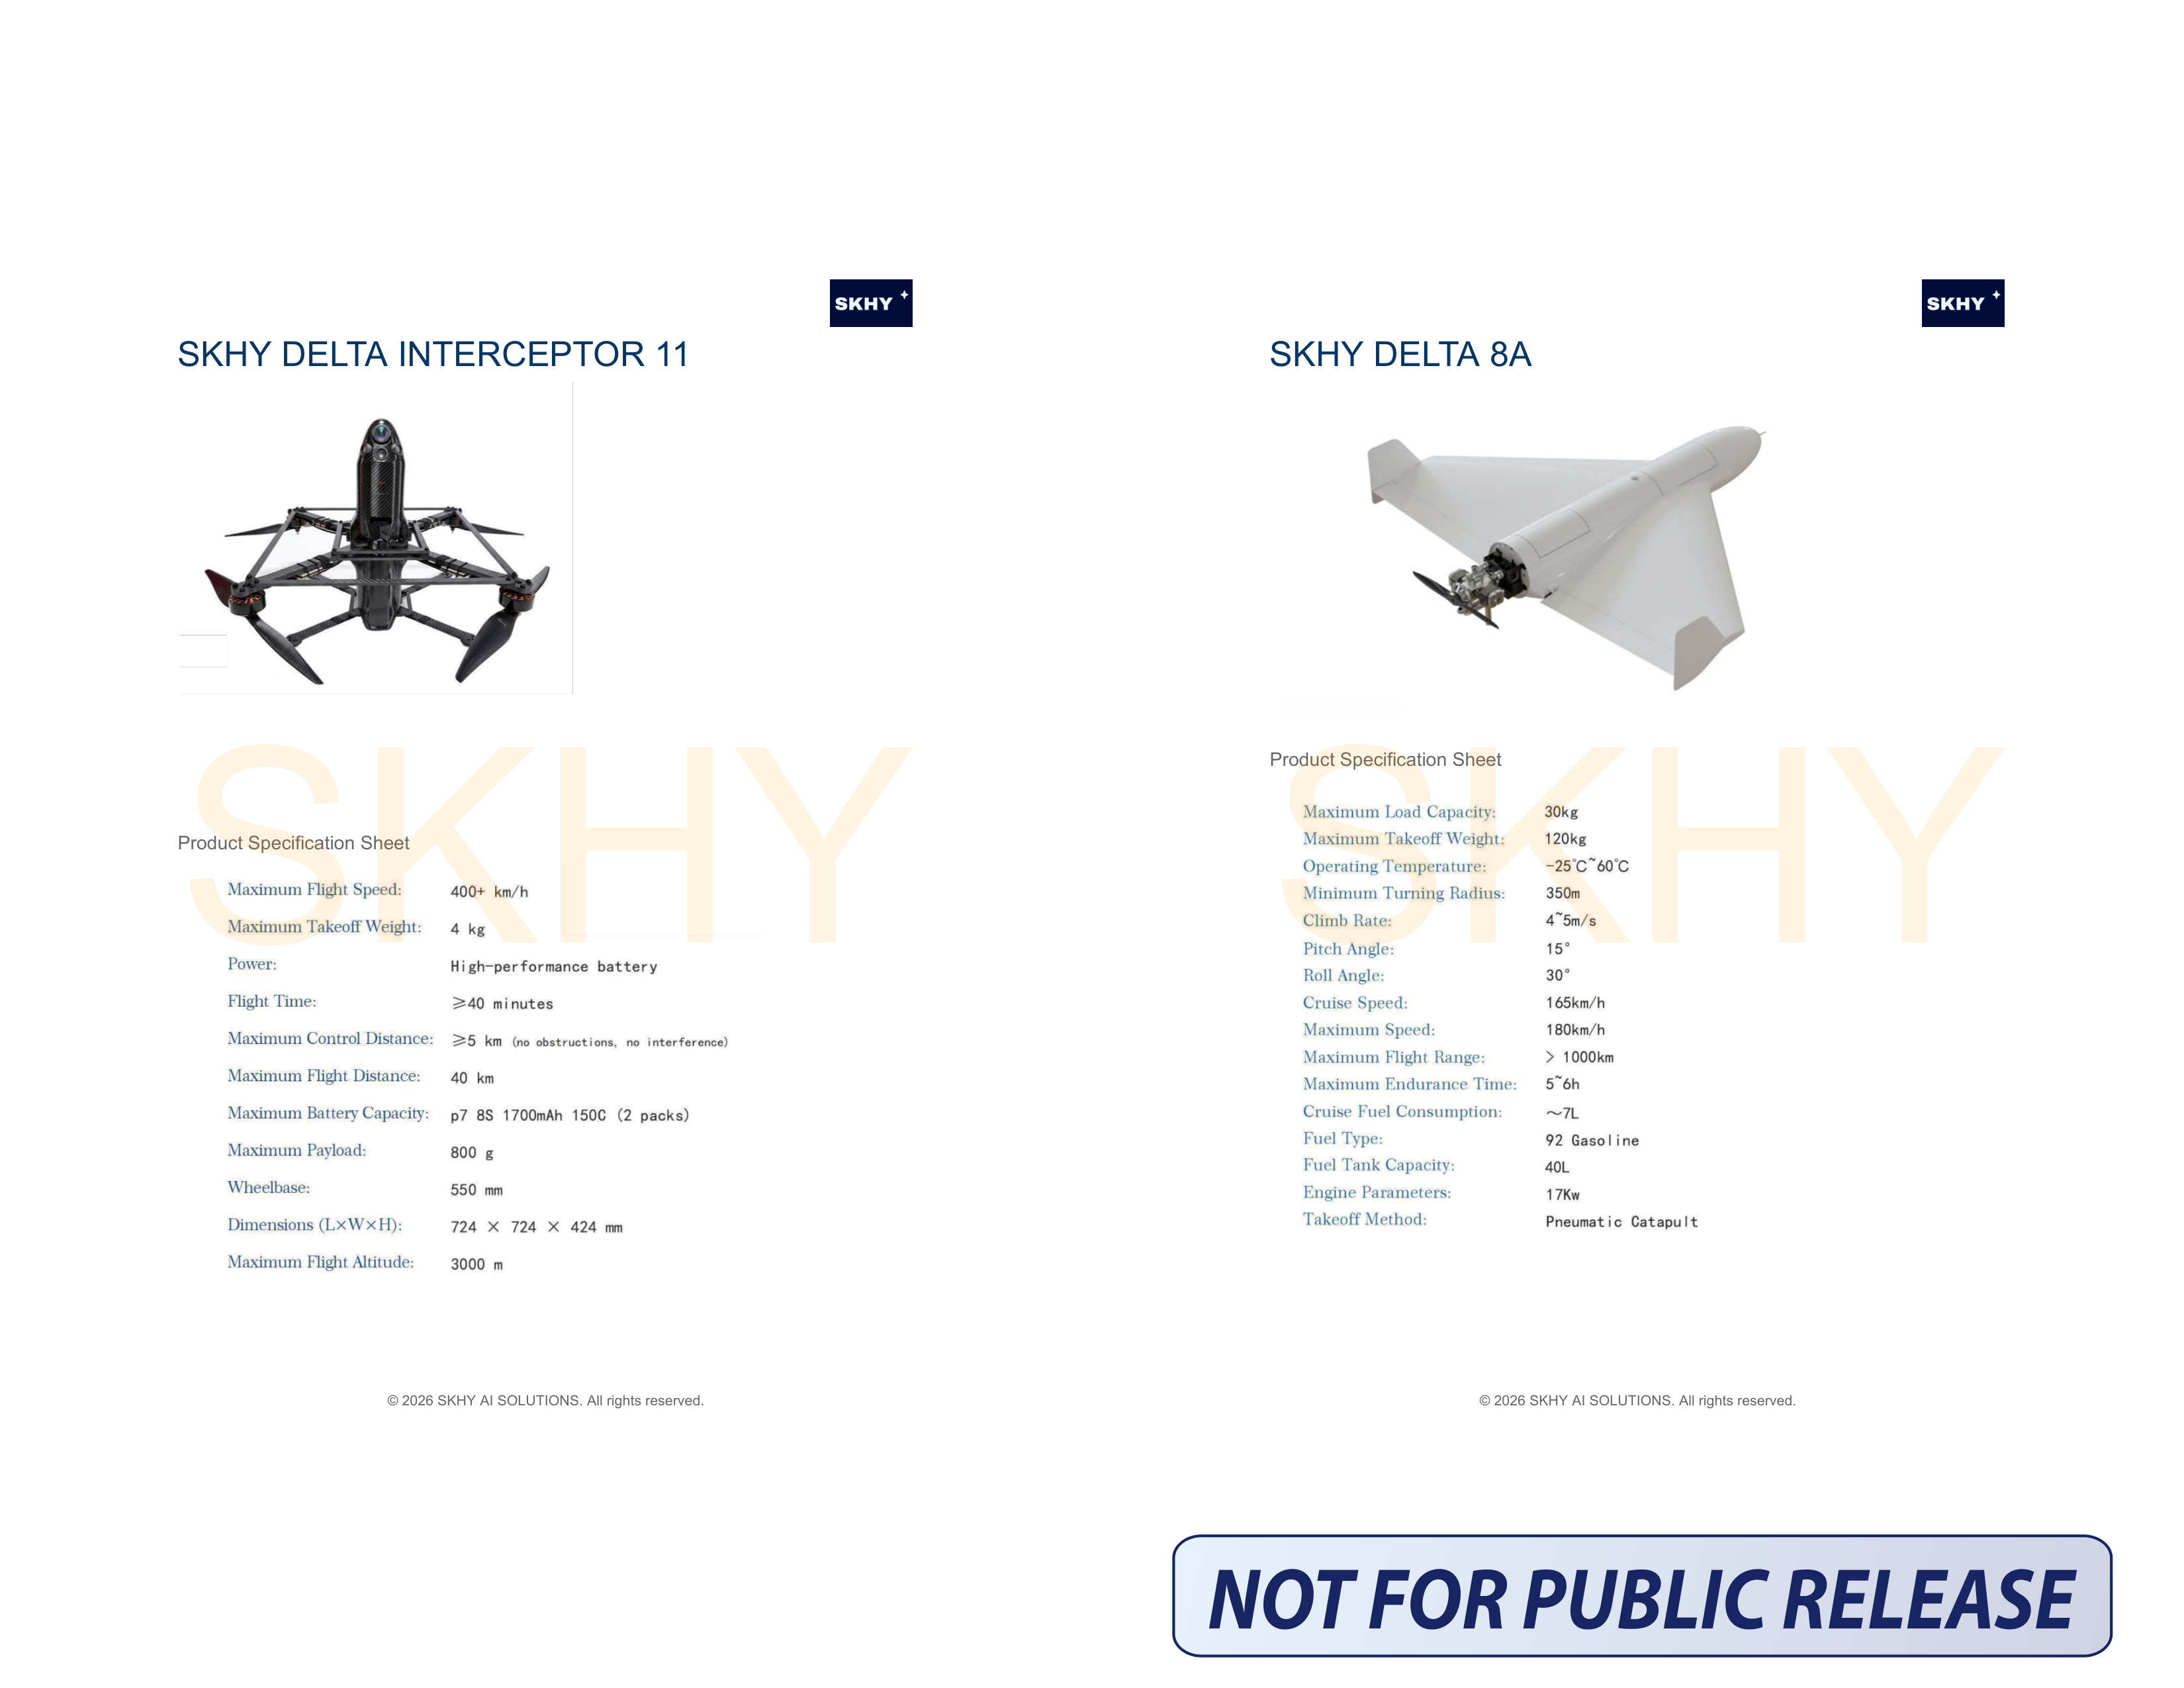 SKHY
SKHY DELTA INTERCEPTOR 11
SKHY
Product Specification Sheet
Maximum Flight Speed: 400+ km/h
Maximum Takeoff Weight: 4 kg
Power: High-performance battery
Flight Time: ≥40 minutes
Maximum Control Distance: ≥5 km (no obstructions, no interference)
Maximum Flight Distance: 40 km
Maximum Battery Capacity: p7 8S 1700mAh 150C (2 packs)
Maximum Payload: 800 g
Wheelbase: 550 mm
Dimensions (L×W×H): 724 × 724 × 424 mm
Maximum Flight Altitude: 3000 m
© 2026 SKHY AI SOLUTIONS. All rights reserved.
SKHY
SKHY DELTA 8A
SKHY
Product Specification Sheet
Maximum Load Capacity: 30kg
Maximum Takeoff Weight: 120kg
Operating Temperature: -25℃~60℃
Minimum Turning Radius: 350m
Climb Rate: 4~5m/s
Pitch Angle: 15°
Roll Angle: 30°
Cruise Speed: 165km/h
Maximum Speed: 180km/h
Maximum Flight Range: > 1000km
Maximum Endurance Time: 5~6h
Cruise Fuel Consumption: ～7L
Fuel Type: 92 Gasoline
Fuel Tank Capacity: 40L
Engine Parameters: 17Kw
Takeoff Method: Pneumatic Catapult
© 2026 SKHY AI SOLUTIONS. All rights reserved.
NOT FOR PUBLIC RELEASE